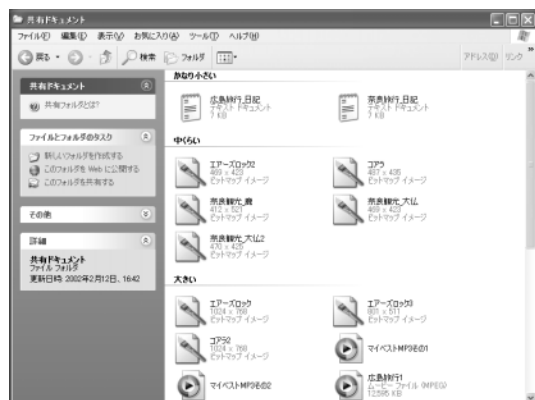 共有ドキュメント
ファイル(F) 編集(E) 表示(V) お気に入り(A) ツール(T) ヘルプ(H)
戻る 検索 フォルダ アドレス(D) リンク
共有ドキュメント
共有フォルダとは?
ファイルとフォルダのタスク
新しいフォルダを作成する
このフォルダを Web に公開する
このフォルダを共有する
その他
詳細
共有ドキュメント
ファイル フォルダ
更新日時: 2002年2月12日、16:42
かなり小さい
広島旅行_日記
テキスト ドキュメント
7 KB
奈良旅行_日記
テキスト ドキュメント
7 KB
中くらい
エアーズロック2
469 x 423
ビットマップ イメージ
コアラ
487 x 435
ビットマップ イメージ
奈良観光_鹿
412 x 521
ビットマップ イメージ
奈良観光_大仏
469 x 423
ビットマップ イメージ
奈良観光_大仏2
470 x 425
ビットマップ イメージ
大きい
エアーズロック
1024 x 768
ビットマップ イメージ
エアーズロック3
801 x 511
ビットマップ イメージ
コアラ2
1024 x 768
ビットマップ イメージ
マイベストMP3その1
マイベストMP3その2
広島旅行1
ムービー ファイル (MPEG)
12,595 KB